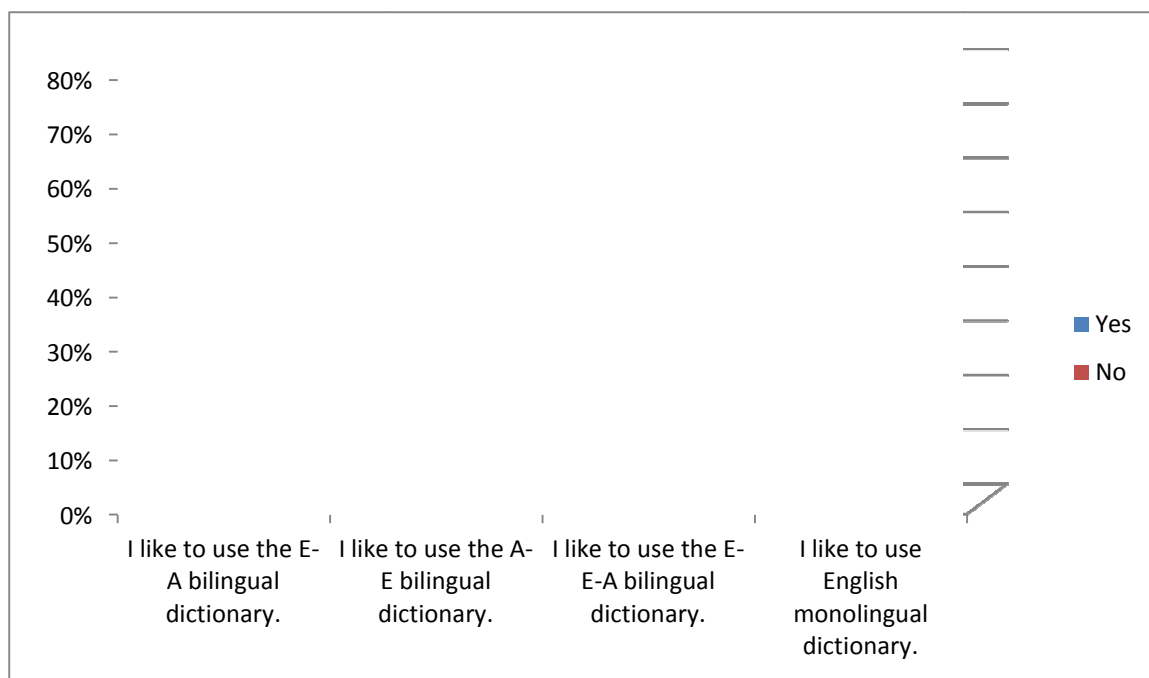 80%
70%
60%
50%
40%
30%
20%
10%
0%
Yes
No
I like to use the E-
A bilingual
dictionary.
I like to use the A-
E bilingual
dictionary.
I like to use the E-
E-A bilingual
dictionary.
I like to use
English
monolingual
dictionary.